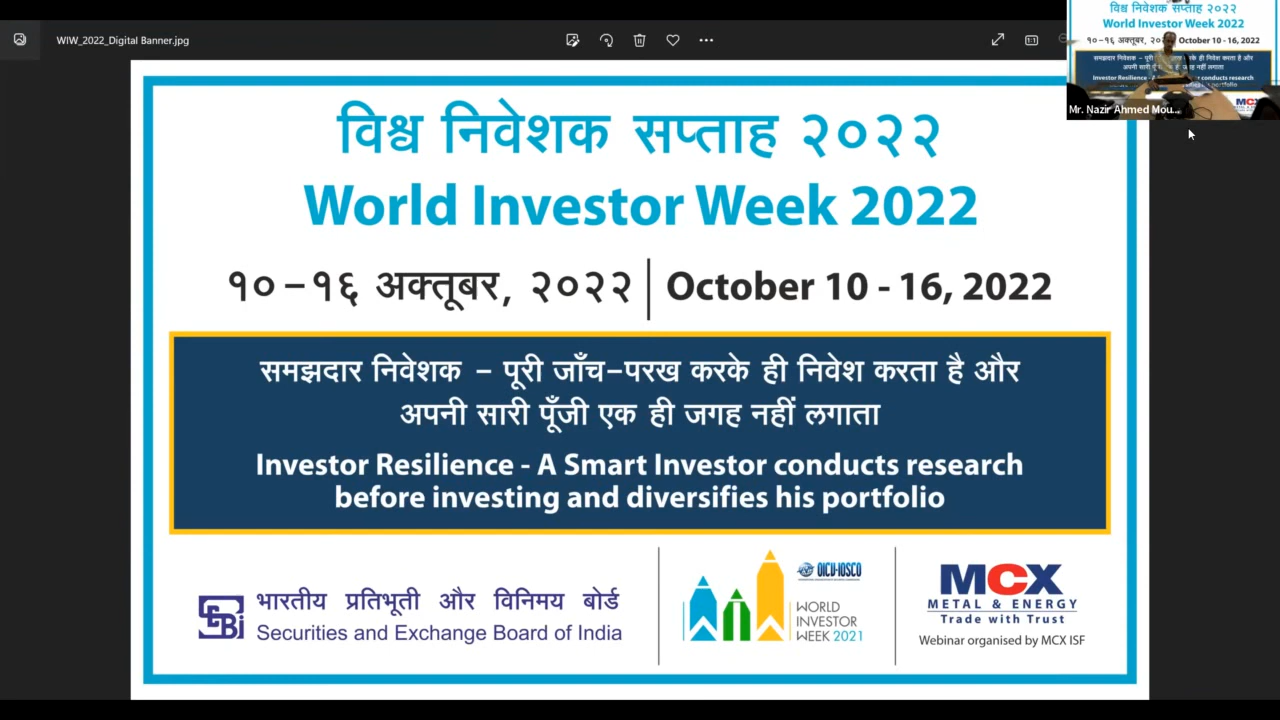 WIW_2022_Digital Banner.jpg
विश्व निवेशक सप्ताह २०२२
World Investor Week 2022
१०-१६ अक्तूबर, २०२२ | October 10 - 16, 2022
समझदार निवेशक - पूरी जाँच-परख करके ही निवेश करता है और
अपनी सारी पूँजी एक ही जगह नहीं लगाता
Investor Resilience - A Smart Investor conducts research
before investing and diversifies his portfolio
SEBI
भारतीय प्रतिभूती और विनिमय बोर्ड
Securities and Exchange Board of India
OICU-IOSCO
WORLD
INVESTOR
WEEK 2021
MCX
METAL & ENERGY
Trade with Trust
Webinar organised by MCX ISF
विश्व निवेशक सप्ताह २०२२
World Investor Week 2022
October 10 - 16, 2022
Mr. Nazir Ahmed Mou...